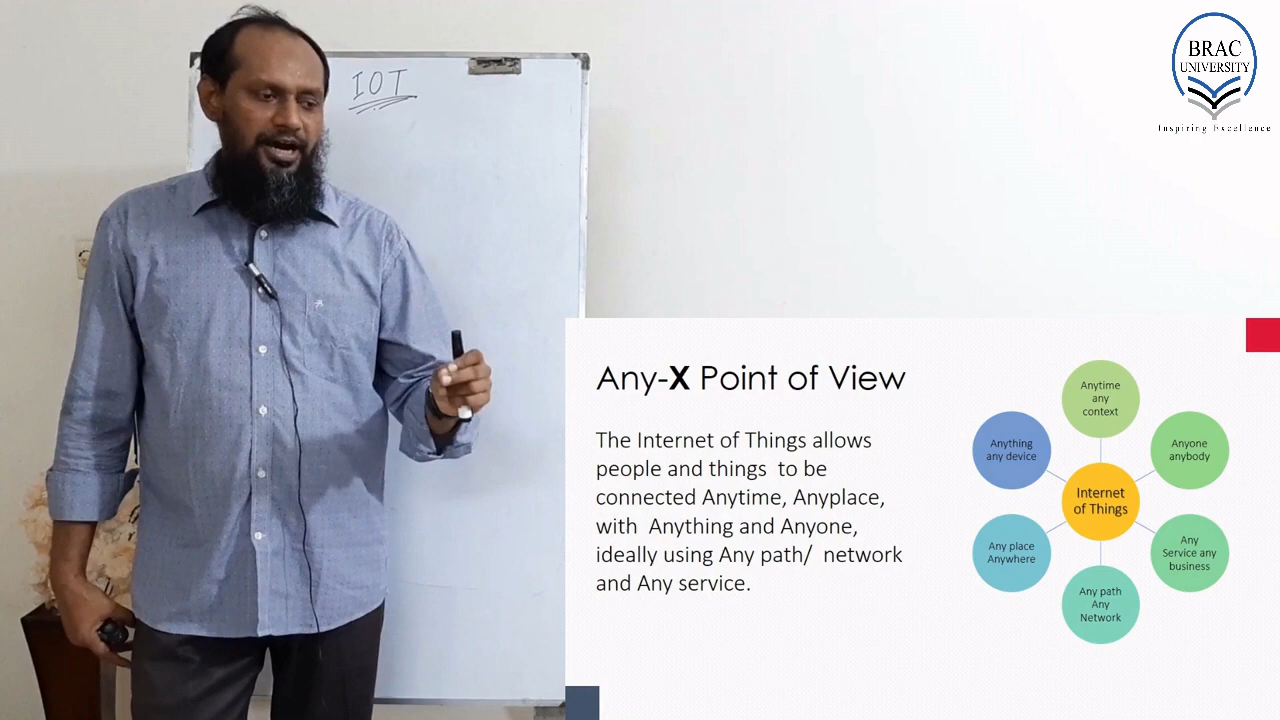 IOT
BRAC
UNIVERSITY
Inspiring Excellence
Any-X Point of View
The Internet of Things allows
people and things to be
connected Anytime, Anyplace,
with Anything and Anyone,
ideally using Any path/ network
and Any service.
Anytime
any
context
Anyone
anybody
Any
Service any
business
Any path
Any
Network
Any place
Anywhere
Anything
any device
Internet
of Things